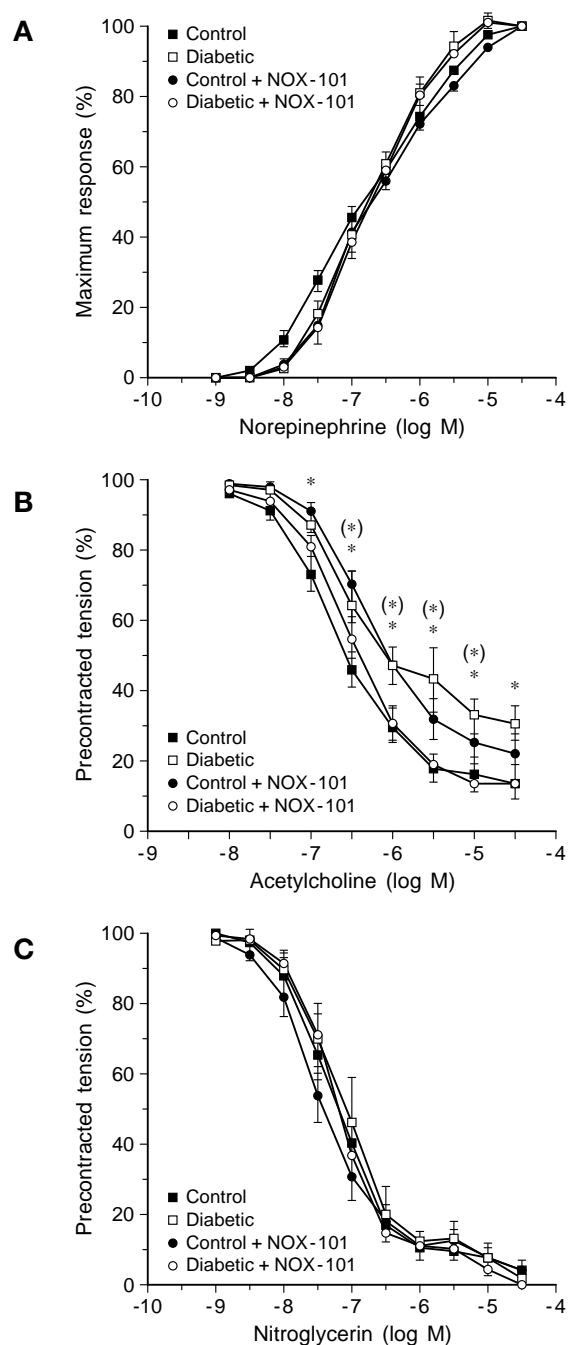 A
Control
Diabetic
Control + NOX-101
Diabetic + NOX-101
Maximum response (%)
100
80
60
40
20
0
-10 -9 -8 -7 -6 -5 -4
Norepinephrine (log M)
B
Precontracted tension (%)
100
80
60
40
20
0
*
(*)
*
(*)
*
(*)
*
(*)
*
*
Control
Diabetic
Control + NOX-101
Diabetic + NOX-101
-9 -8 -7 -6 -5 -4
Acetylcholine (log M)
C
Precontracted tension (%)
100
80
60
40
20
0
Control
Diabetic
Control + NOX-101
Diabetic + NOX-101
-9 -8 -7 -6 -5 -4
Nitroglycerin (log M)